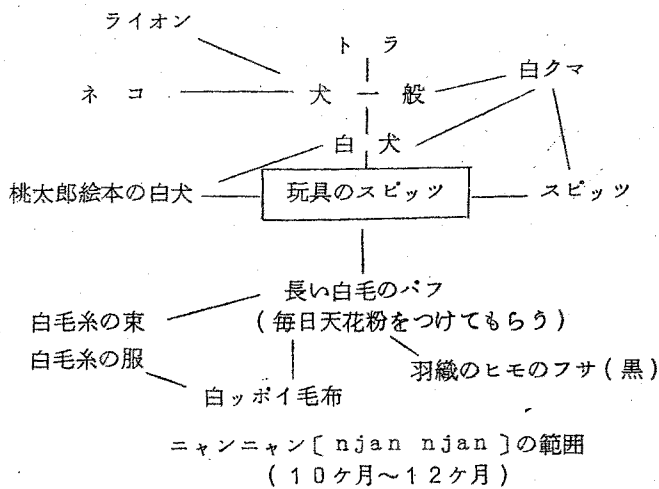 ライオン
トラ
白クマ
ネコ
犬一般
白犬
桃太郎絵本の白犬
玩具のスピッツ
スピッツ
長い白毛のパフ
白毛糸の束
(毎日天花粉をつけてもらう)
白毛糸の服
羽織のヒモのフサ(黒)
白ッポイ毛布
ニャンニャン〔njan njan〕の範囲
(10ケ月~12ケ月)